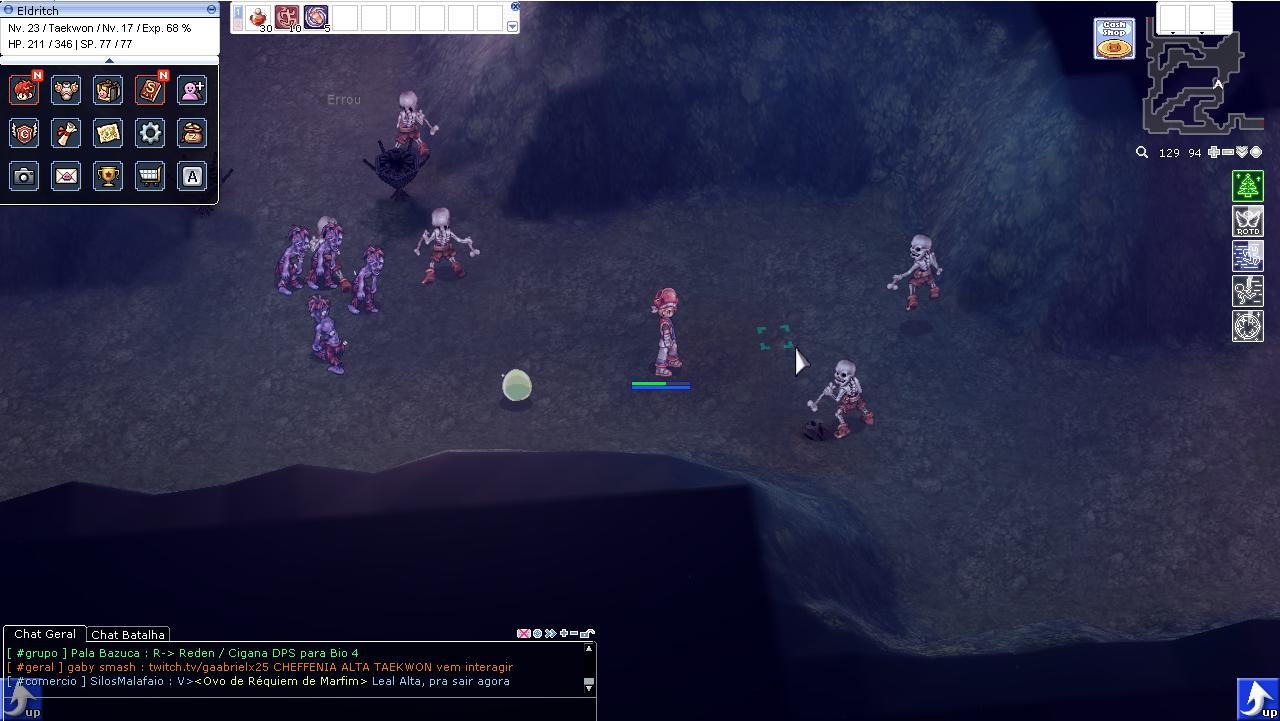 Eldritch
Nv. 23 / Taekwon / Nv. 17 / Exp. 68 %
HP. 211 / 346 | SP. 77 / 77
1
2
30
10
5
Cash Shop
N
N
S
G
Z
A
Errou
129 94
ROTD
Chat Geral
Chat Batalha
[ #grupo ] Pala Bazuca : R-> Reden / Cigana DPS para Bio 4
[ #geral ] gaby smash : twitch.tv/gaabrielx25 CHEFFENIA ALTA TAEKWON vem interagir
[ #comercio ] SilosMalafaio : V><Ovo de Réquiem de Marfim> Leal Alta, pra sair agora
up
up